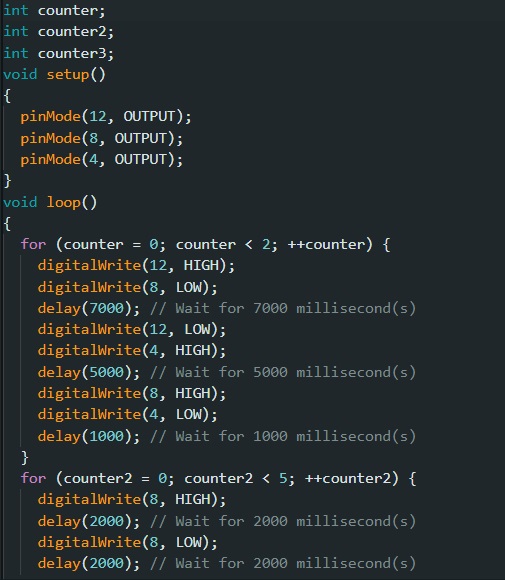 int counter;
int counter2;
int counter3;
void setup()
{
  pinMode(12, OUTPUT);
  pinMode(8, OUTPUT);
  pinMode(4, OUTPUT);
}
void loop()
{
  for (counter = 0; counter < 2; ++counter) {
    digitalWrite(12, HIGH);
    digitalWrite(8, LOW);
    delay(7000); // Wait for 7000 millisecond(s)
    digitalWrite(12, LOW);
    digitalWrite(4, HIGH);
    delay(5000); // Wait for 5000 millisecond(s)
    digitalWrite(8, HIGH);
    digitalWrite(4, LOW);
    delay(1000); // Wait for 1000 millisecond(s)
  }
  for (counter2 = 0; counter2 < 5; ++counter2) {
    digitalWrite(8, HIGH);
    delay(2000); // Wait for 2000 millisecond(s)
    digitalWrite(8, LOW);
    delay(2000); // Wait for 2000 millisecond(s)